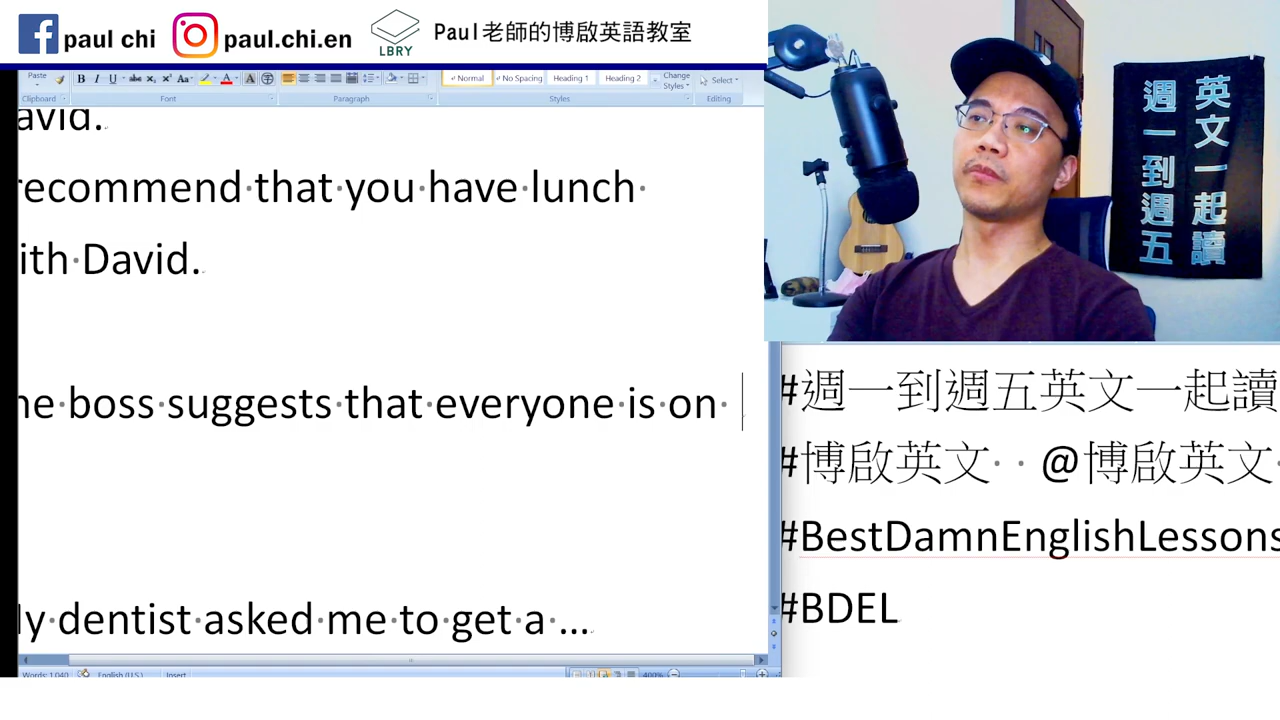 paul chi
paul.chi.en
LBRY
Paul老師的博啟英語教室
Paste
Clipboard
Font
Paragraph
Normal
No Spacing
Heading 1
Heading 2
Change
Styles
Styles
Select
Editing
avid.
recommend that you have lunch
ith David.
he boss suggests that everyone is on
dentist asked me to get a ...
Words: 1,040
English (U.S.)
Insert
400%
英文一起讀
週一到週五
#週一到週五英文一起讀
#博啟英文 @博啟英文
#BestDamnEnglishLessons
#BDEL